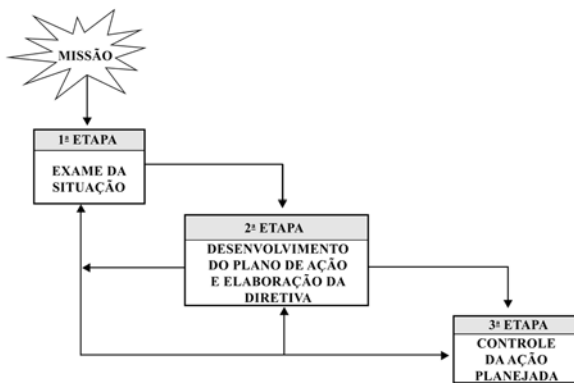 MISSÃO
1ª ETAPA
EXAME DA
SITUAÇÃO
2ª ETAPA
DESENVOLVIMENTO
DO PLANO DE AÇÃO
E ELABORAÇÃO DA
DIRETIVA
3ª ETAPA
CONTROLE
DA AÇÃO
PLANEJADA